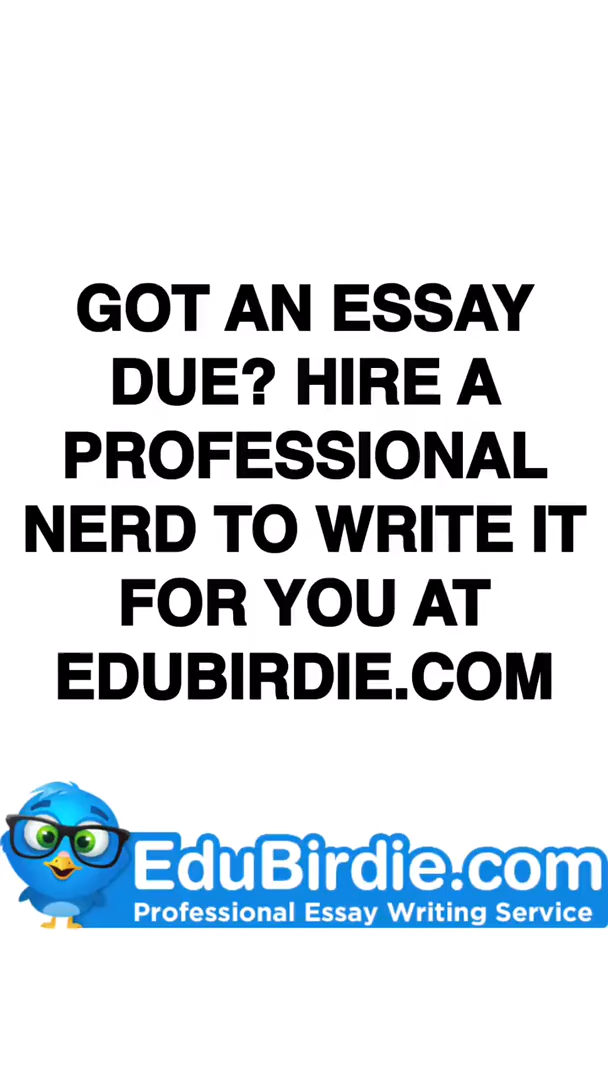 GOT AN ESSAY
DUE? HIRE A
PROFESSIONAL
NERD TO WRITE IT
FOR YOU AT
EDUBIRDIE.COM
EduBirdie.com
Professional Essay Writing Service